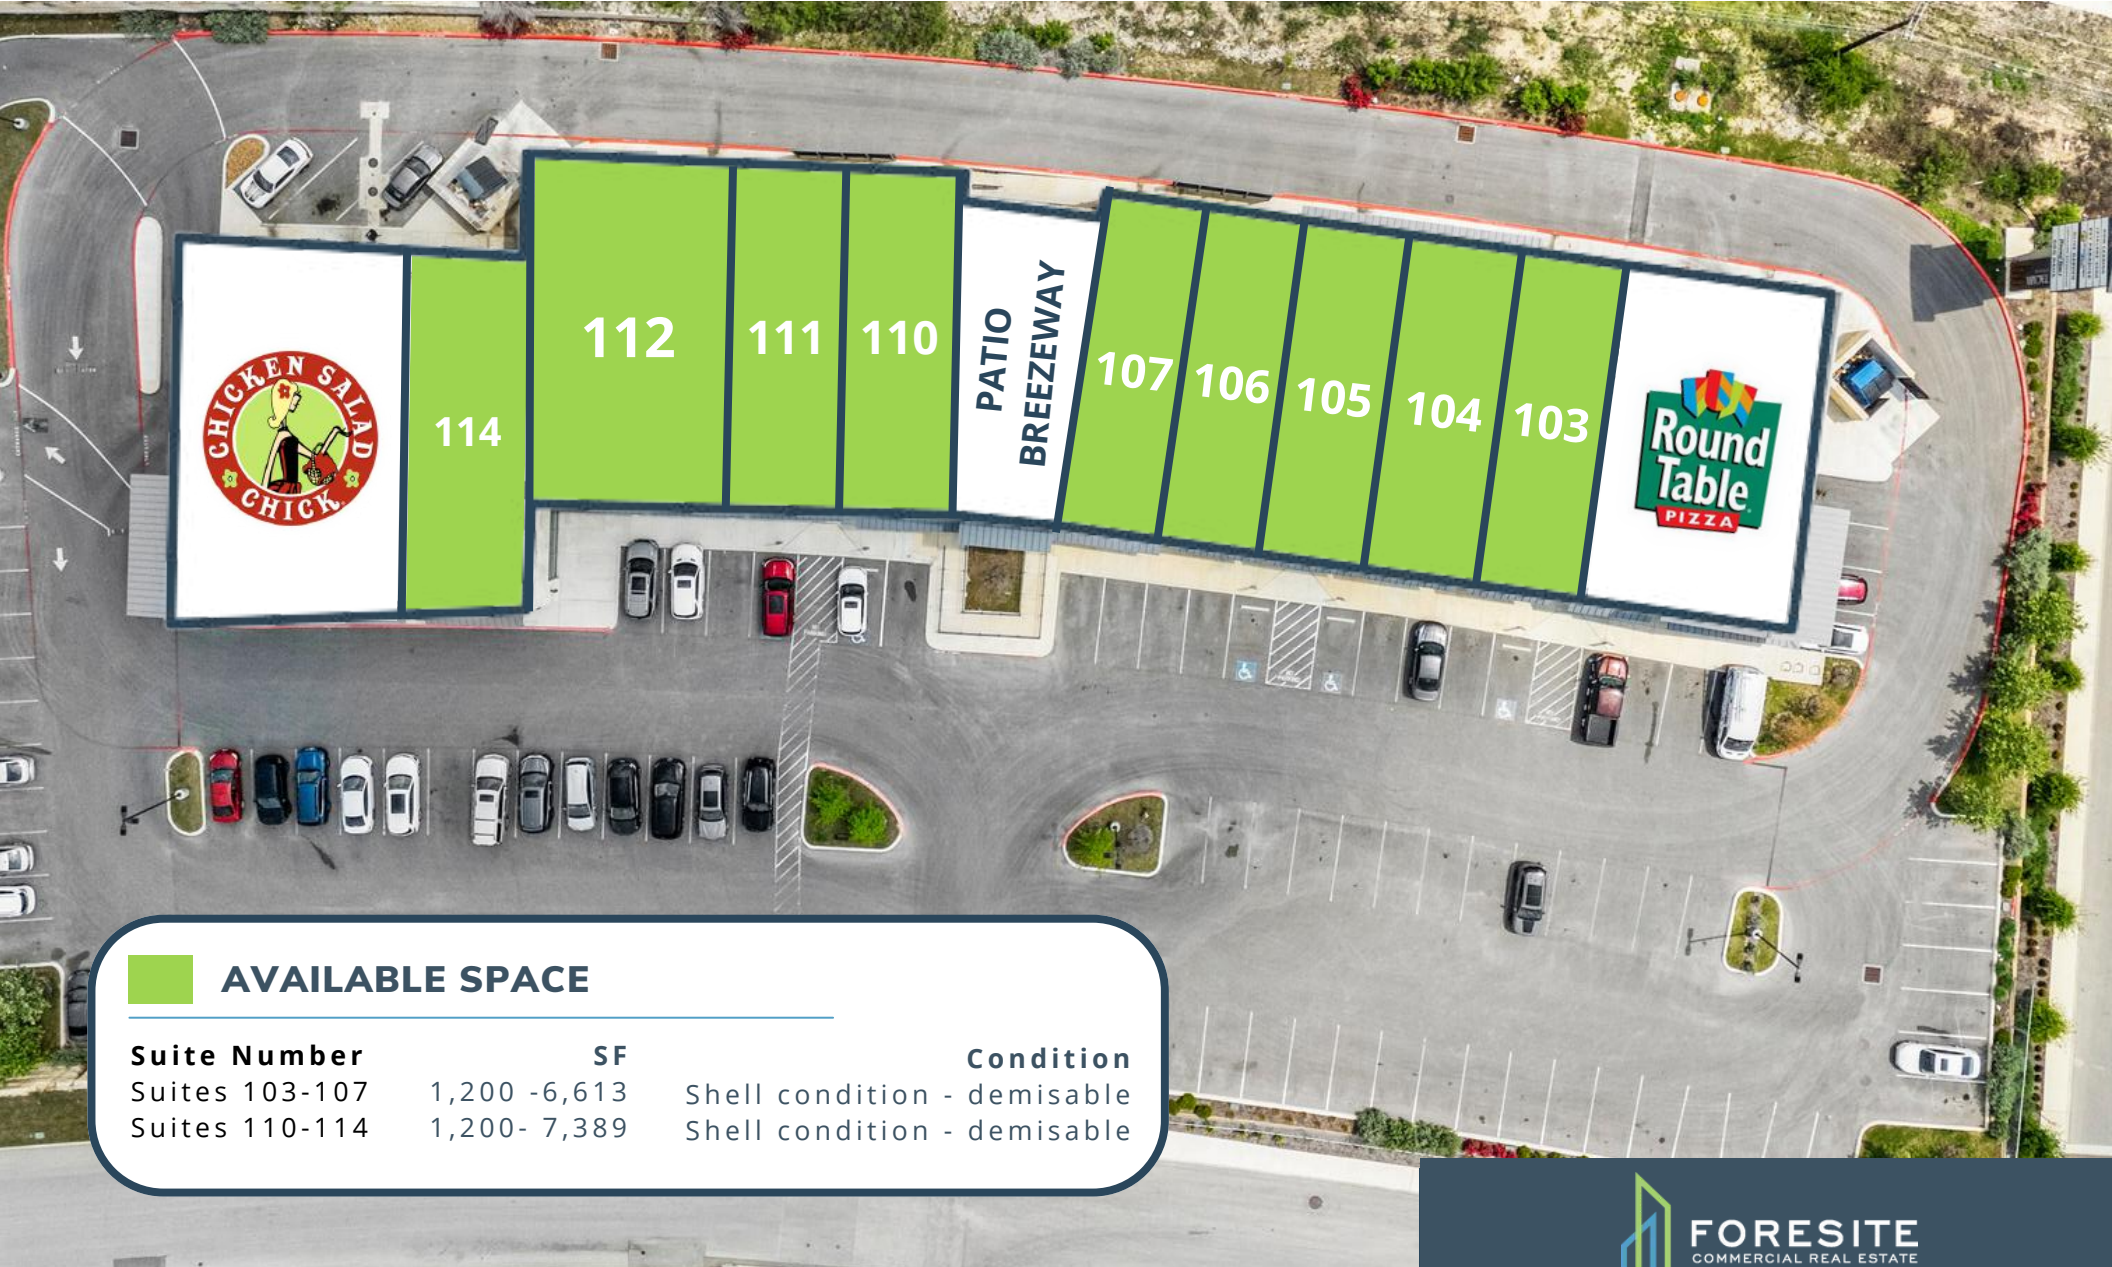 CHICKEN SALAD
CHICK
114
112
111
110
PATIO
BREEZEWAY
107
106
105
104
103
Round
Table
PIZZA
AVAILABLE SPACE
Suite Number SF Condition
Suites 103-107 1,200 -6,613 Shell condition - demisable
Suites 110-114 1,200- 7,389 Shell condition - demisable
FORESITE
COMMERCIAL REAL ESTATE